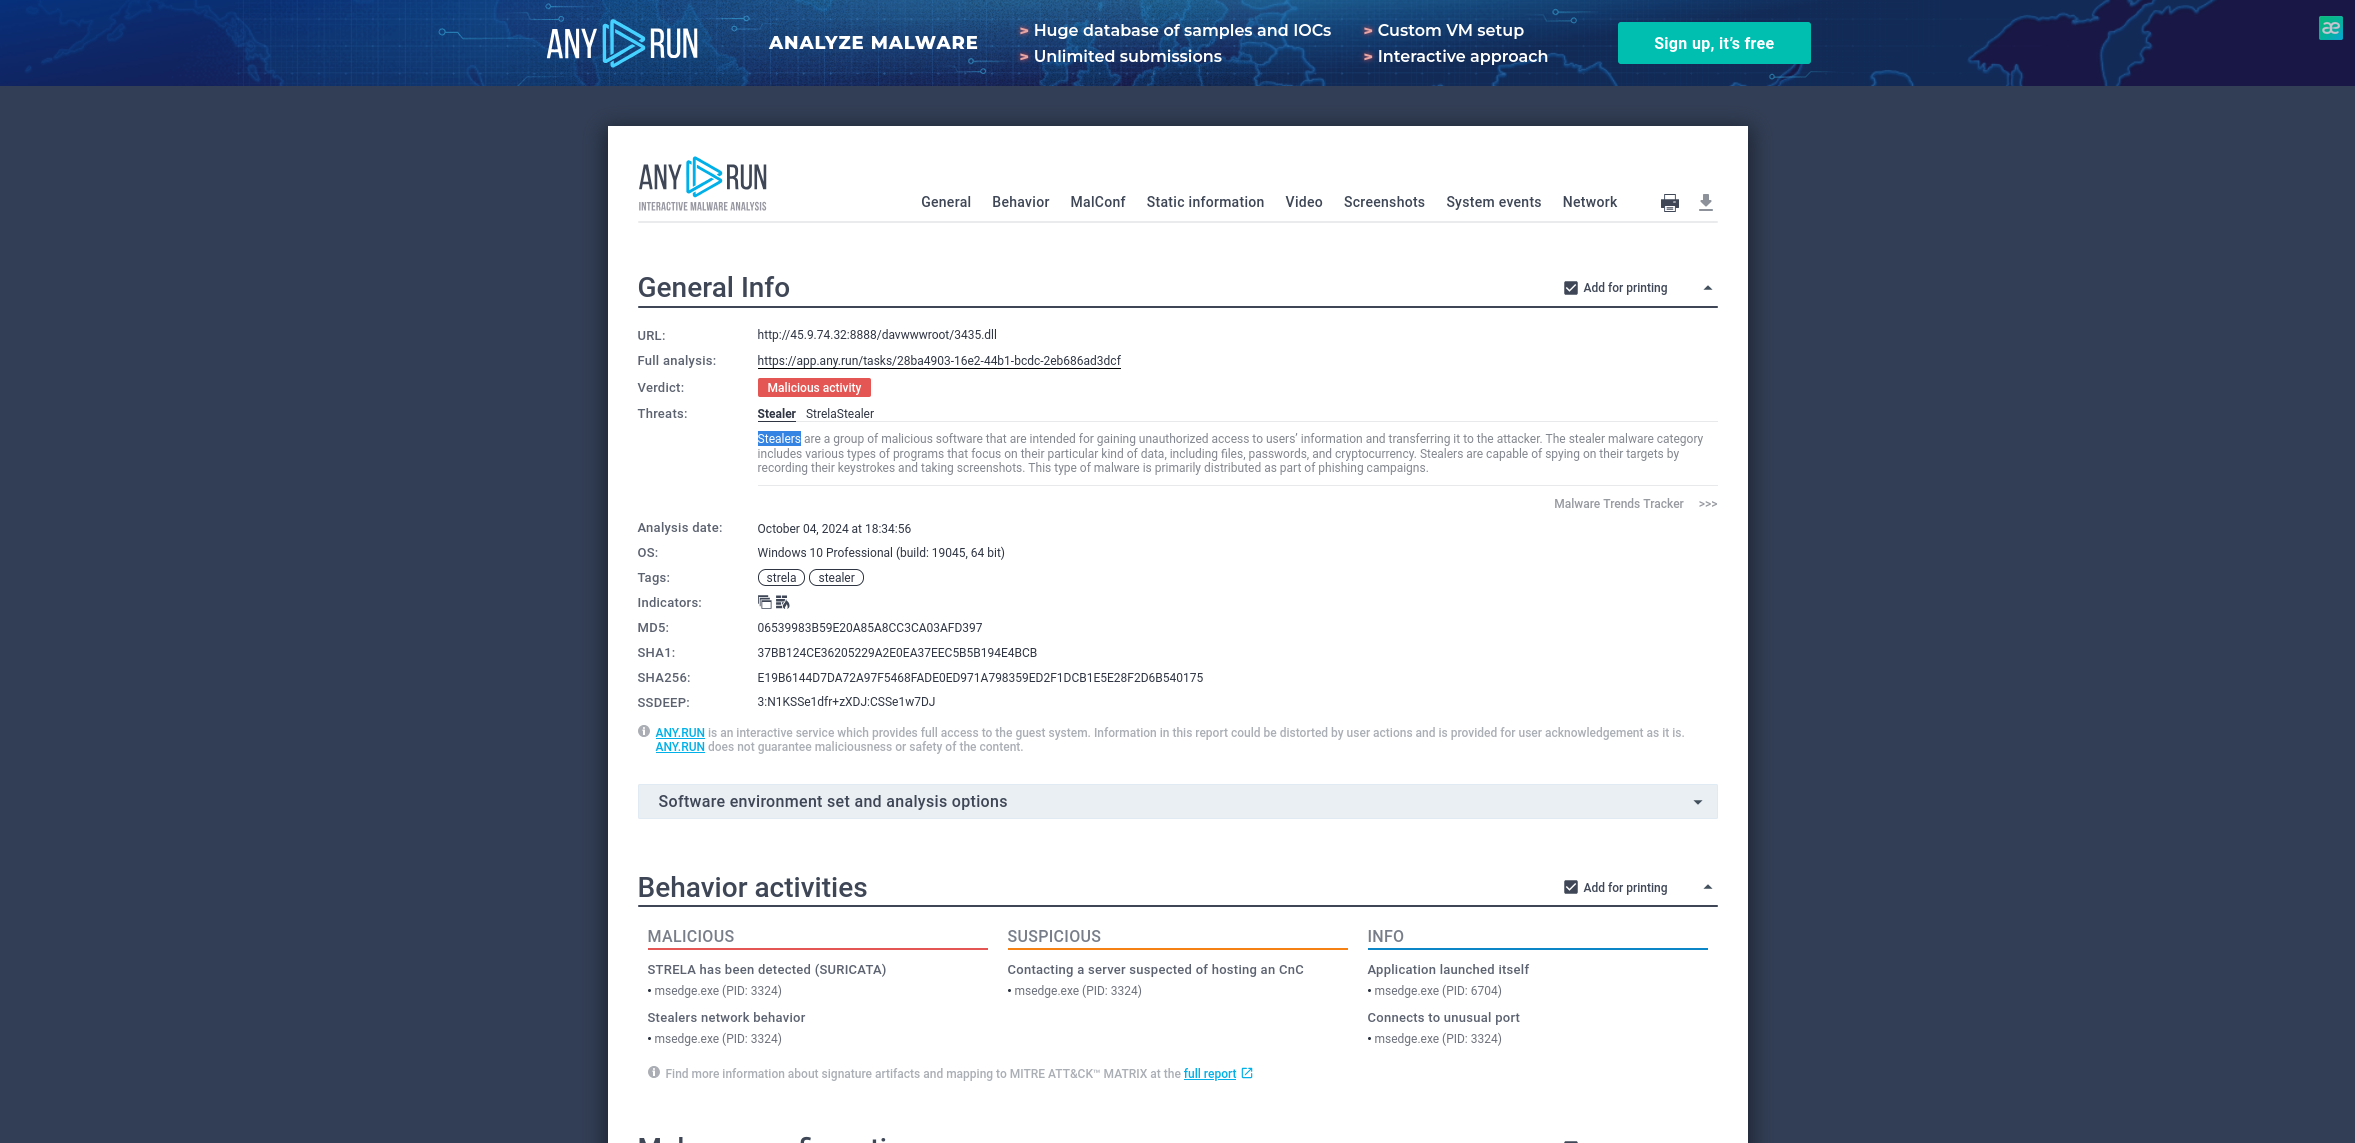 ANY RUN
ANALYZE MALWARE
> Huge database of samples and IOCs
> Unlimited submissions
> Custom VM setup
> Interactive approach
Sign up, it's free
æ
ANY RUN
INTERACTIVE MALWARE ANALYSIS
General Behavior MalConf Static information Video Screenshots System events Network
General Info
Add for printing
URL: http://45.9.74.32:8888/davwwwroot/3435.dll
Full analysis: https://app.any.run/tasks/28ba4903-16e2-44b1-bcdc-2eb686ad3dcf
Verdict: Malicious activity
Threats: Stealer StrelaStealer
Stealers are a group of malicious software that are intended for gaining unauthorized access to users' information and transferring it to the attacker. The stealer malware category
includes various types of programs that focus on their particular kind of data, including files, passwords, and cryptocurrency. Stealers are capable of spying on their targets by
recording their keystrokes and taking screenshots. This type of malware is primarily distributed as part of phishing campaigns.
Malware Trends Tracker >>>
Analysis date: October 04, 2024 at 18:34:56
OS: Windows 10 Professional (build: 19045, 64 bit)
Tags: strela stealer
Indicators:
MD5: 06539983B59E20A85A8CC3CA03AFD397
SHA1: 37BB124CE36205229A2E0EA37EEC5B5B194E4BCB
SHA256: E19B6144D7DA72A97F5468FADE0ED971A798359ED2F1DCB1E5E28F2D6B540175
SSDEEP: 3:N1KSSe1dfr+zXDJ:CSSe1w7DJ
ANY.RUN is an interactive service which provides full access to the guest system. Information in this report could be distorted by user actions and is provided for user acknowledgement as it is.
ANY.RUN does not guarantee maliciousness or safety of the content.
Software environment set and analysis options
Behavior activities
Add for printing
MALICIOUS
STRELA has been detected (SURICATA)
• msedge.exe (PID: 3324)
Stealers network behavior
• msedge.exe (PID: 3324)
SUSPICIOUS
Contacting a server suspected of hosting an CnC
• msedge.exe (PID: 3324)
INFO
Application launched itself
• msedge.exe (PID: 6704)
Connects to unusual port
• msedge.exe (PID: 3324)
Find more information about signature artifacts and mapping to MITRE ATT&CK™ MATRIX at the full report